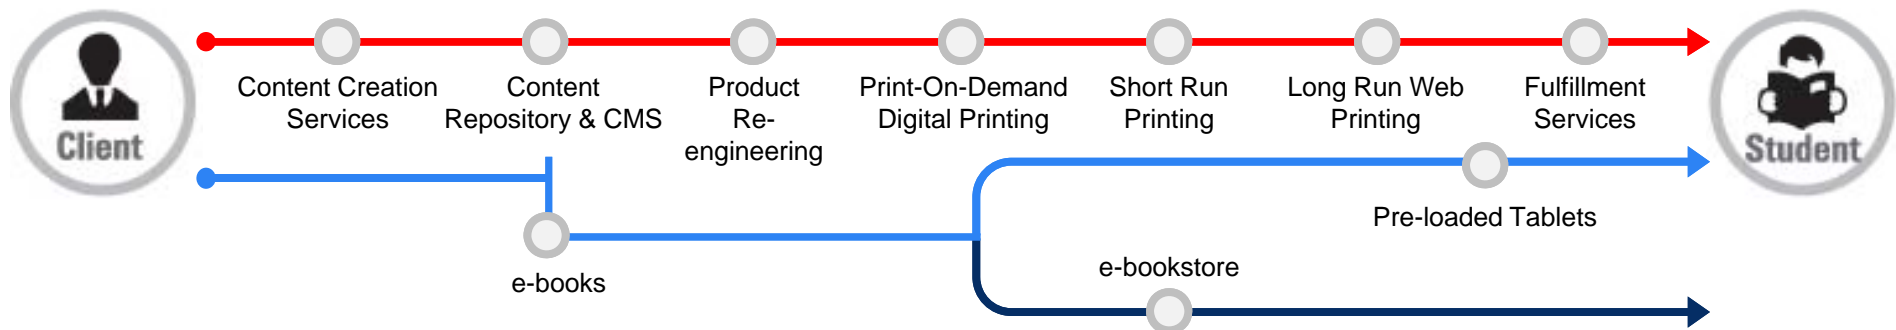 Client
Content Creation
Services
Content
Repository & CMS
Product
Re-
engineering
Print-On-Demand
Digital Printing
Short Run
Printing
Long Run Web
Printing
Fulfillment
Services
Student
Pre-loaded Tablets
e-bookstore
e-books